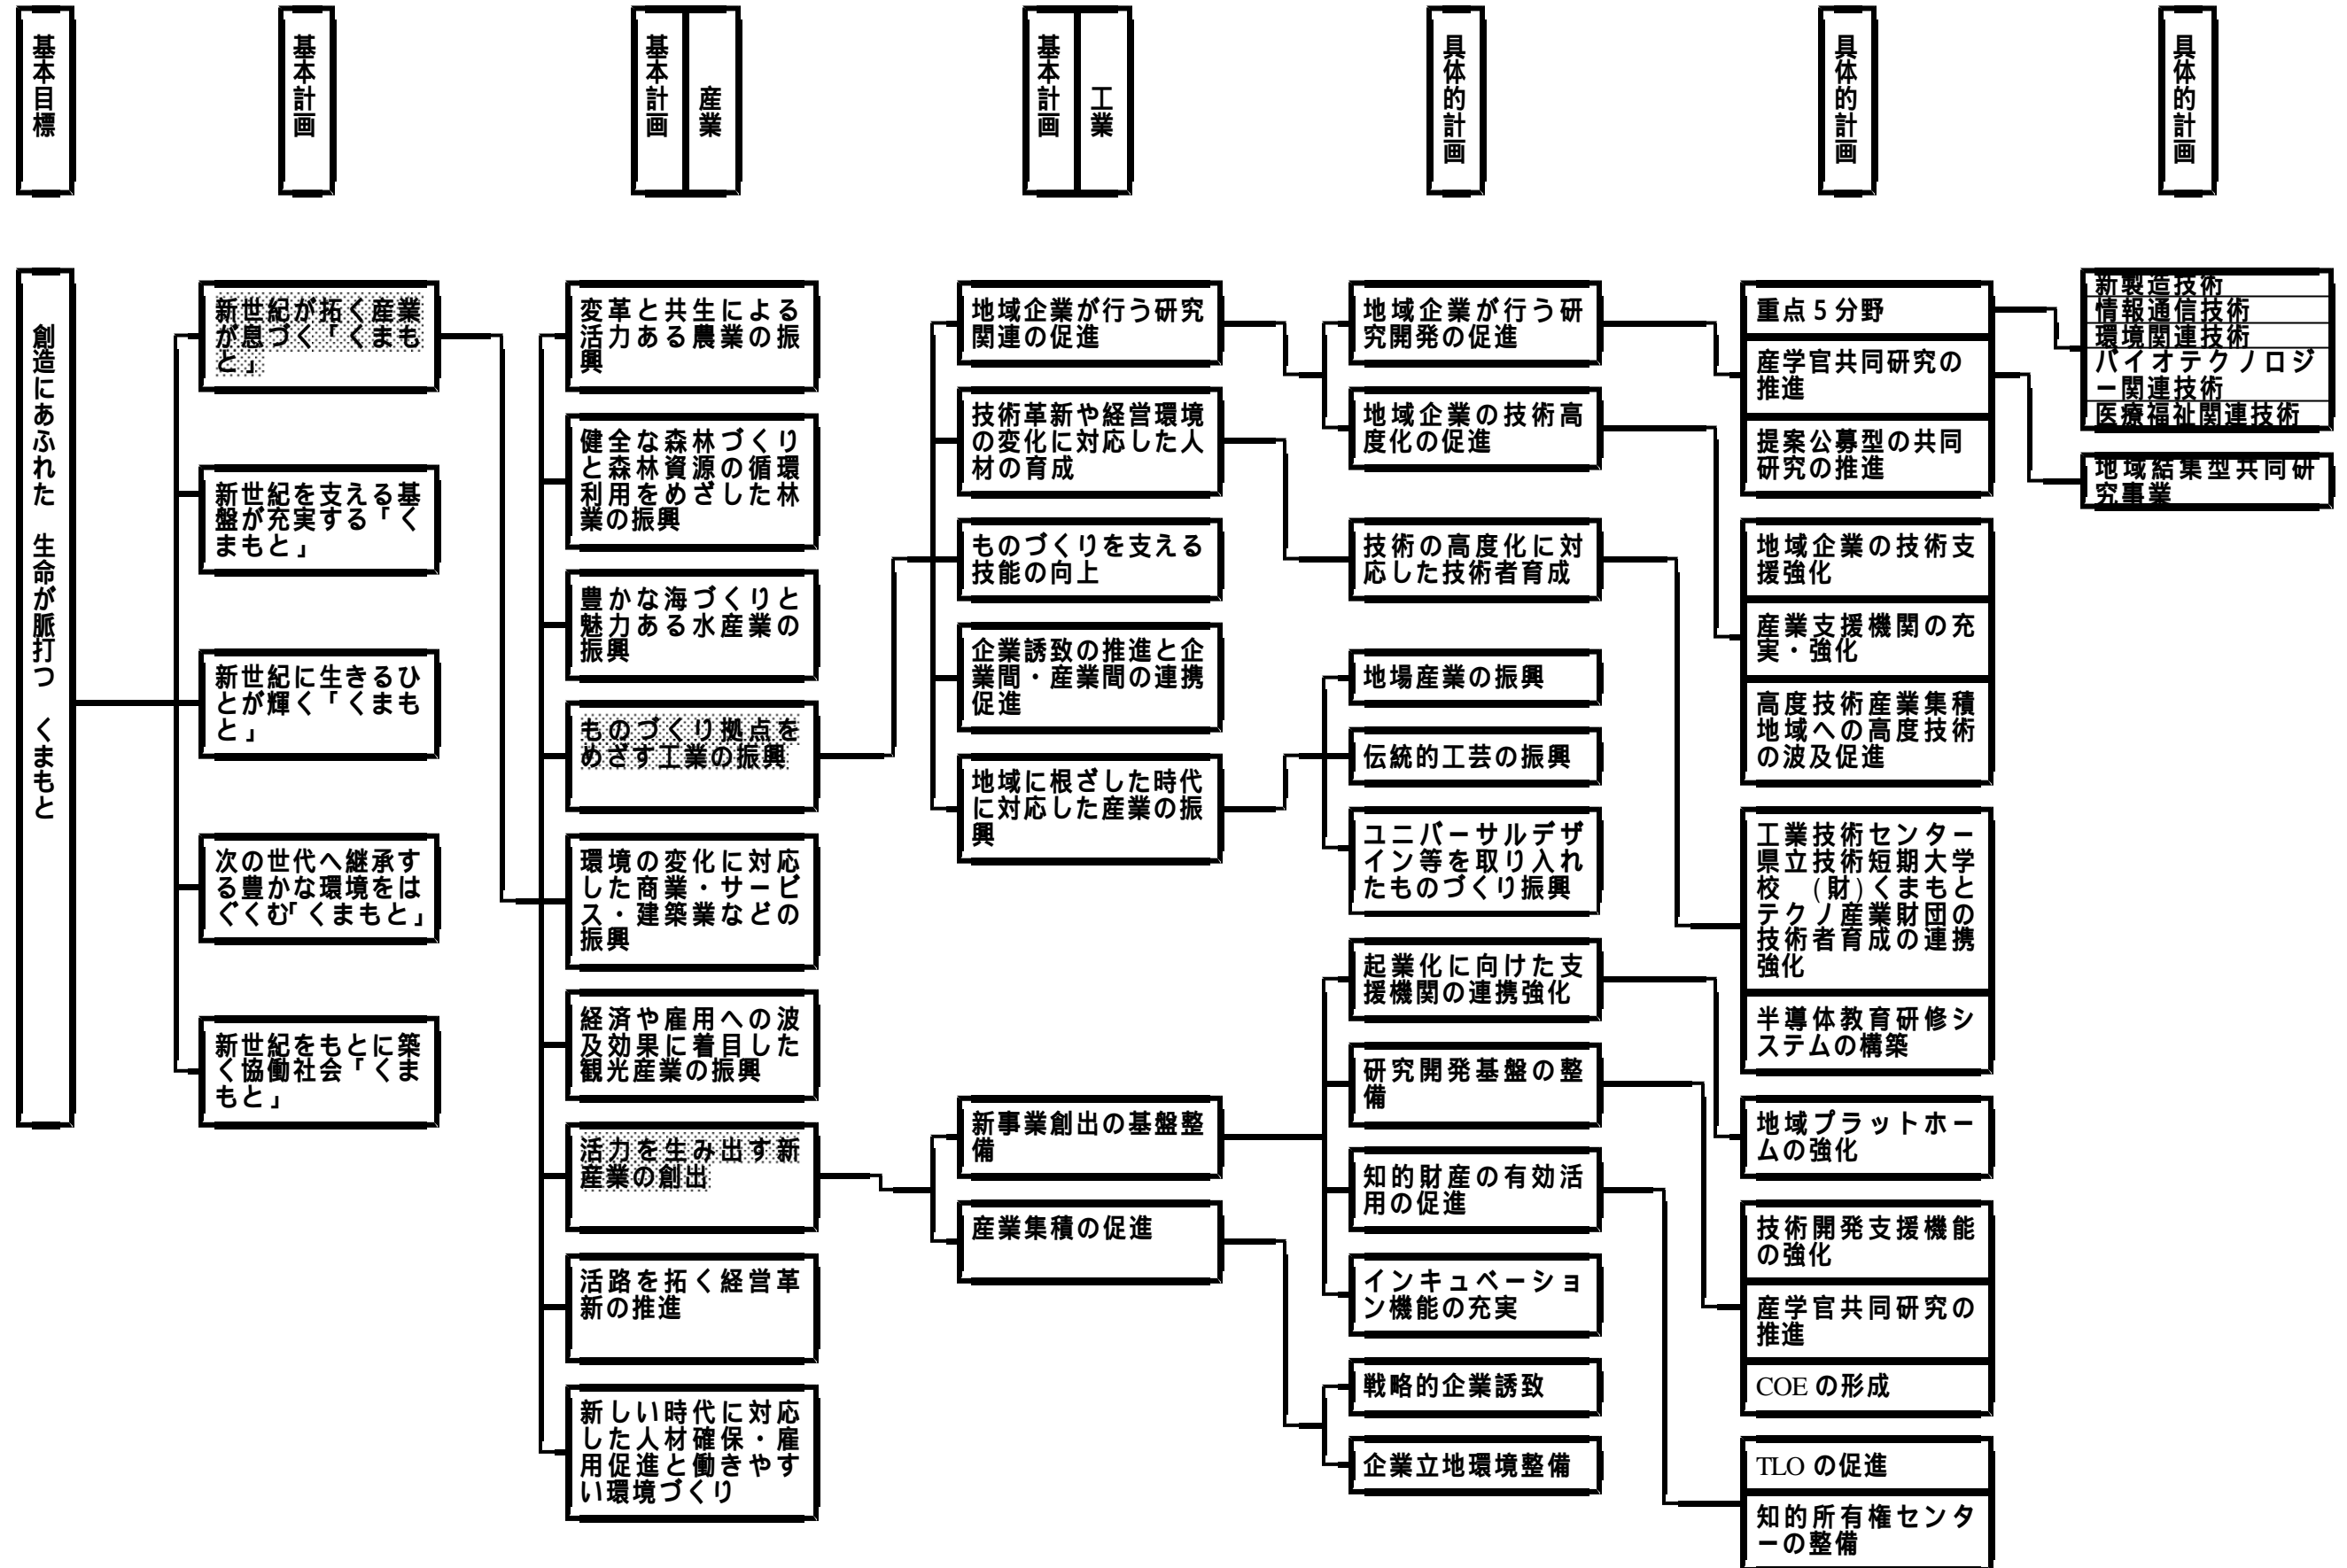 基本目標
基本計画
基本計画
産業
基本計画
工業
具体的計画
具体的計画
具体的計画
創造にあふれた　生命が脈打つ　くまもと
新世紀が拓く産業
が息づく「くまも
と」
新世紀を支える基
盤が充実する「く
まもと」
新世紀に生きるひ
とが輝く「くまも
と」
次の世代へ継承す
る豊かな環境をは
ぐくむ「くまもと」
新世紀をもとに築
く協働社会「くま
もと」
変革と共生による
活力ある農業の振
興
健全な森林づくり
と森林資源の循環
利用をめざした林
業の振興
豊かな海づくりと
魅力ある水産業の
振興
ものづくり拠点を
めざす工業の振興
環境の変化に対応
した商業・サービ
ス・建築業などの
振興
経済や雇用への波
及効果に着目した
観光産業の振興
活力を生み出す新
産業の創出
活路を拓く経営革
新の推進
新しい時代に対応
した人材確保・雇
用促進と働きやす
い環境づくり
地域企業が行う研究
関連の促進
技術革新や経営環境
の変化に対応した人
材の育成
ものづくりを支える
技能の向上
企業誘致の推進と企
業間・産業間の連携
促進
地域に根ざした時代
に対応した産業の振
興
新事業創出の基盤整
備
産業集積の促進
地域企業が行う研
究開発の促進
地域企業の技術高
度化の促進
技術の高度化に対
応した技術者育成
地場産業の振興
伝統的工芸の振興
ユニバーサルデザ
イン等を取り入れ
たものづくり振興
起業化に向けた支
援機関の連携強化
研究開発基盤の整
備
知的財産の有効活
用の促進
インキュベーショ
ン機能の充実
戦略的企業誘致
企業立地環境整備
重点5分野
産学官共同研究の
推進
提案公募型の共同
研究の推進
地域企業の技術支
援強化
産業支援機関の充
実・強化
高度技術産業集積
地域への高度技術
の波及促進
工業技術センター
県立技術短期大学
校　(財)くまもと
テクノ産業財団の
技術者育成の連携
強化
半導体教育研修シ
ステムの構築
地域プラットホー
ムの強化
技術開発支援機能
の強化
産学官共同研究の
推進
COE の形成
TLO の促進
知的所有権センタ
ーの整備
新製造技術
情報通信技術
環境関連技術
バイオテクノロジ
ー関連技術
医療福祉関連技術
地域結集型共同研
究事業